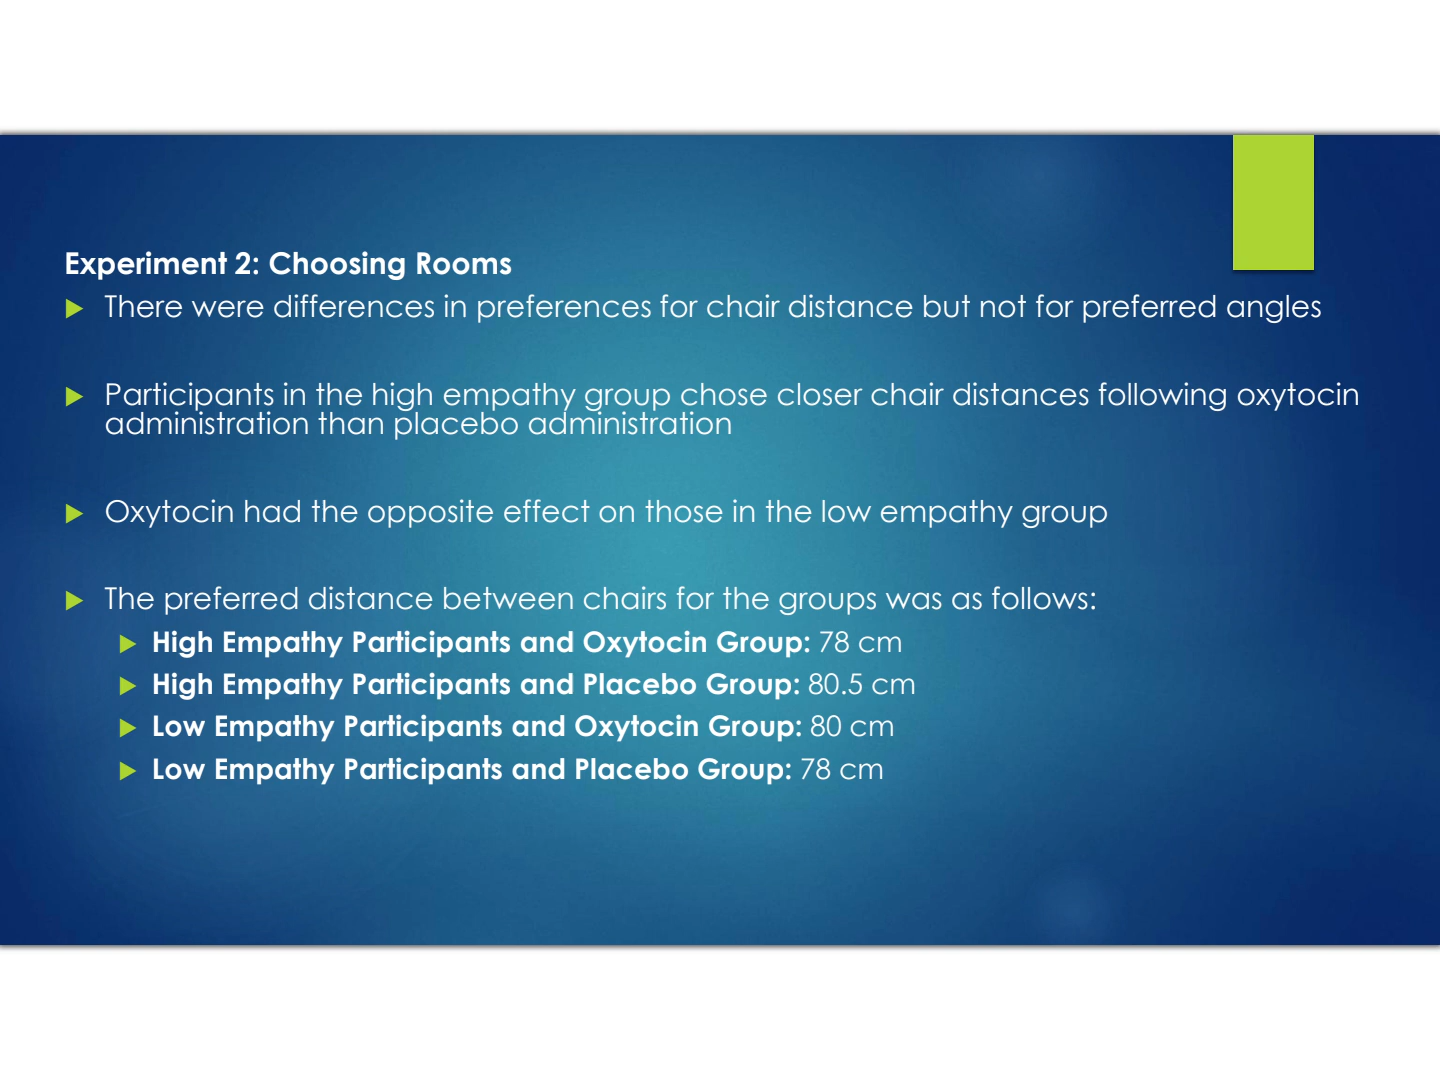 Experiment 2: Choosing Rooms
There were differences in preferences for chair distance but not for preferred angles
Participants in the high empathy group chose closer chair distances following oxytocin
administration than placebo administration
Oxytocin had the opposite effect on those in the low empathy group
The preferred distance between chairs for the groups was as follows:
High Empathy Participants and Oxytocin Group: 78 cm
High Empathy Participants and Placebo Group: 80.5 cm
Low Empathy Participants and Oxytocin Group: 80 cm
Low Empathy Participants and Placebo Group: 78 cm